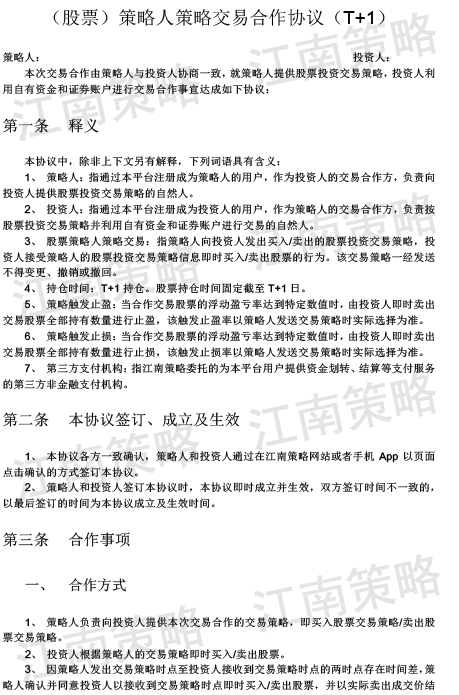 （股票）策略人策略交易合作协议（T+1）
策略人： 投资人：
本次交易合作由策略人与投资人协商一致，就策略人提供股票投资交易策略，投资人利
用自有资金和证券账户进行交易合作事宜达成如下协议：
第一条 释义
本协议中，除非上下文另有解释，下列词语具有含义：
1、 策略人：指通过本平台注册成为策略人的用户，作为投资人的交易合作方，负责向
投资人提供股票投资交易策略的自然人。
2、 投资人：指通过本平台注册成为投资人的用户，作为策略人的交易合作方，负责按
股票投资交易策略并利用自有资金和证券账户进行交易的自然人。
3、 股票策略人策略交易：指策略人向投资人发出买入/卖出的股票投资交易策略，投
资人接受策略人的股票投资交易策略信息即时买入/卖出股票的行为。该交易策略一经发送
不得变更、撤销或撤回。
4、 持仓时间：T+1 持仓。股票持仓时间固定截至 T+1 日。
5、 策略触发止盈：当合作交易股票的浮动盈亏率达到特定数值时，由投资人即时卖出
交易股票全部持有数量进行止盈，该触发止盈率以策略人发送交易策略时实际选择为准。
6、 策略触发止损：当合作交易股票的浮动盈亏率达到特定数值时，由投资人即时卖出
交易股票全部持有数量进行止损，该触发止损率以策略人发送交易策略时实际选择为准。
7、 第三方支付机构：指江南策略委托的为本平台用户提供资金划转、结算等支付服务
的第三方非金融支付机构。
第二条 本协议签订、成立及生效
1、 本协议各方一致确认，策略人和投资人通过在江南策略网站或者手机 App 以页面
点击确认的方式签订本协议。
2、 策略人和投资人签订本协议时，本协议即时成立并生效，双方签订时间不一致的，
以最后签订的时间为本协议成立及生效时间。
第三条 合作事项
一、 合作方式
1、 策略人负责向投资人提供本次交易合作的交易策略，即买入股票交易策略/卖出股
票交易策略。
2、 投资人根据策略人的交易策略即时买入/卖出股票。
3、 因策略人发出交易策略时点至投资人接收到交易策略时点的两时点存在时间差，策
略人确认并同意投资人以接收到交易策略时点即时买入/卖出股票，并以实际卖出成交价结
江南策略
江南策略
江南策略
江南策略
江南策略
江南策略
江南策略
江南策略